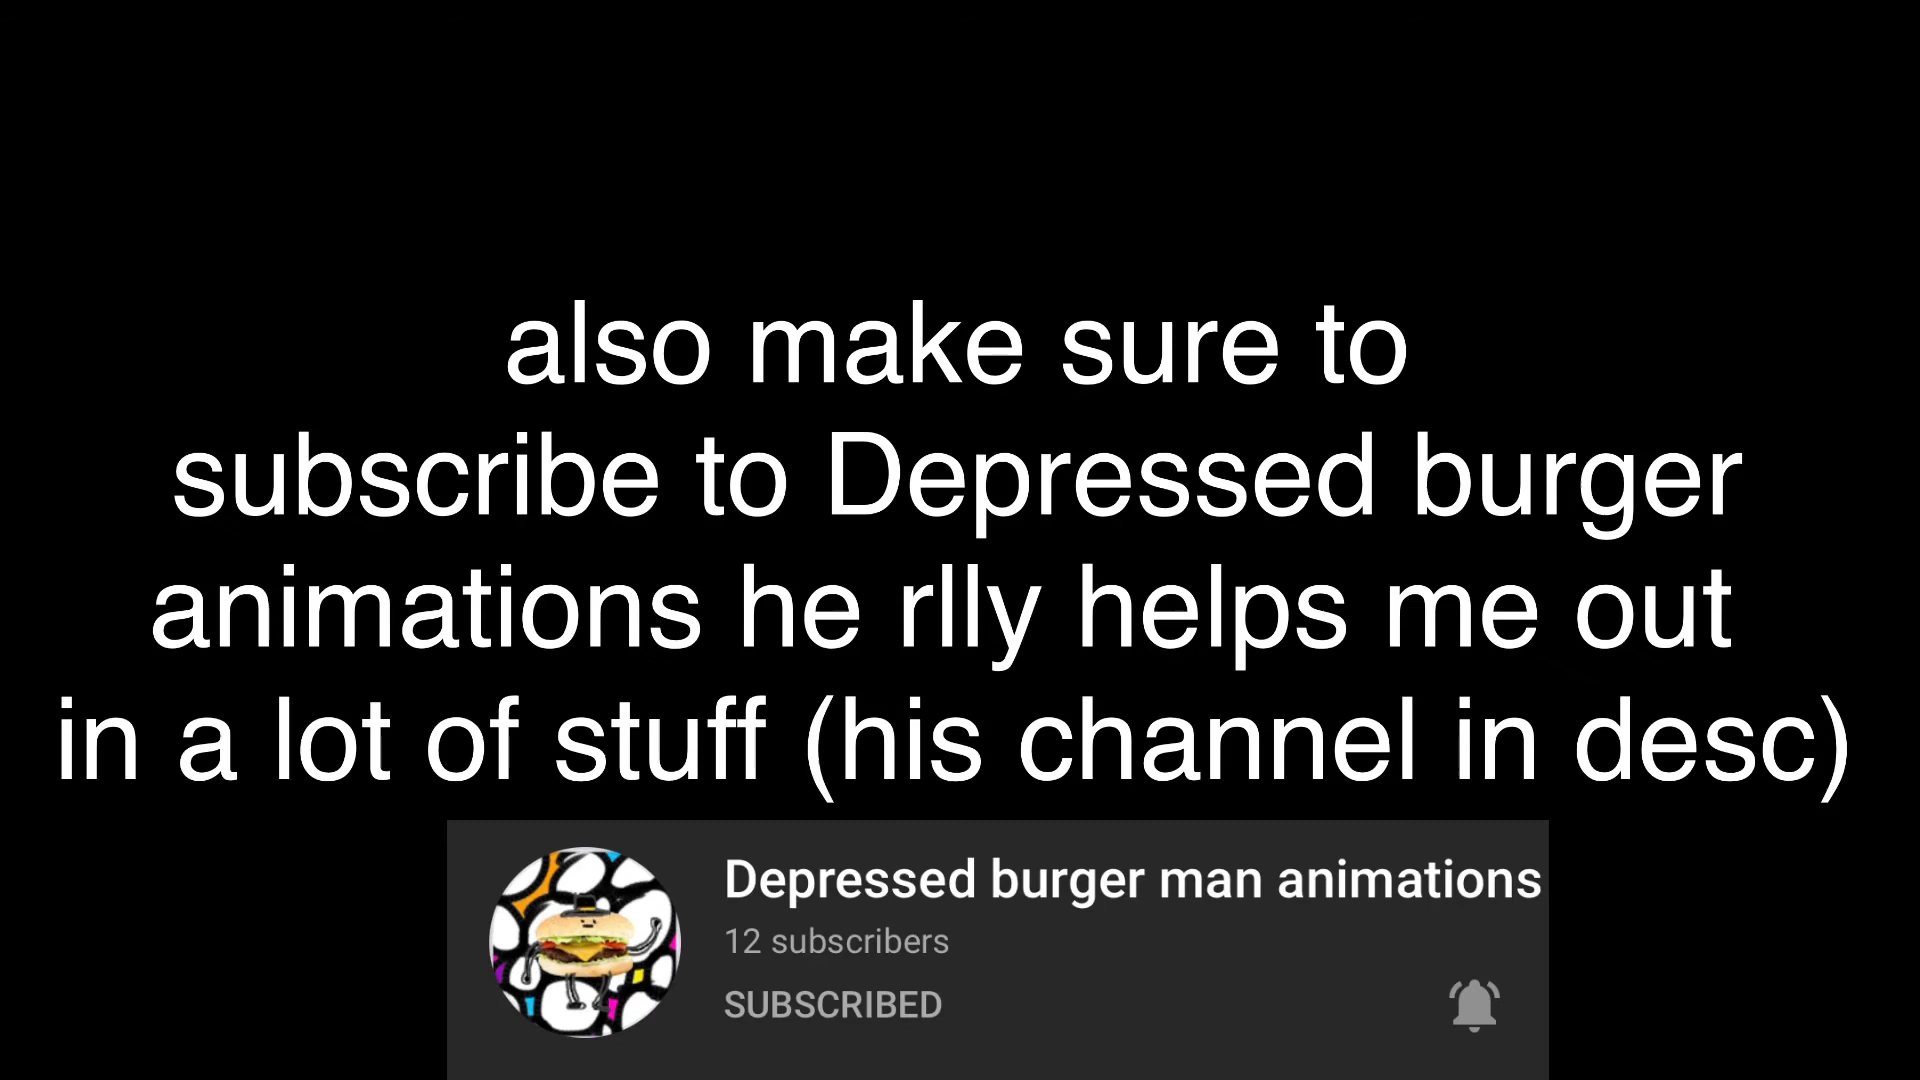 also make sure to
subscribe to Depressed burger
animations he rlly helps me out
in a lot of stuff (his channel in desc)
Depressed burger man animations
12 subscribers
SUBSCRIBED